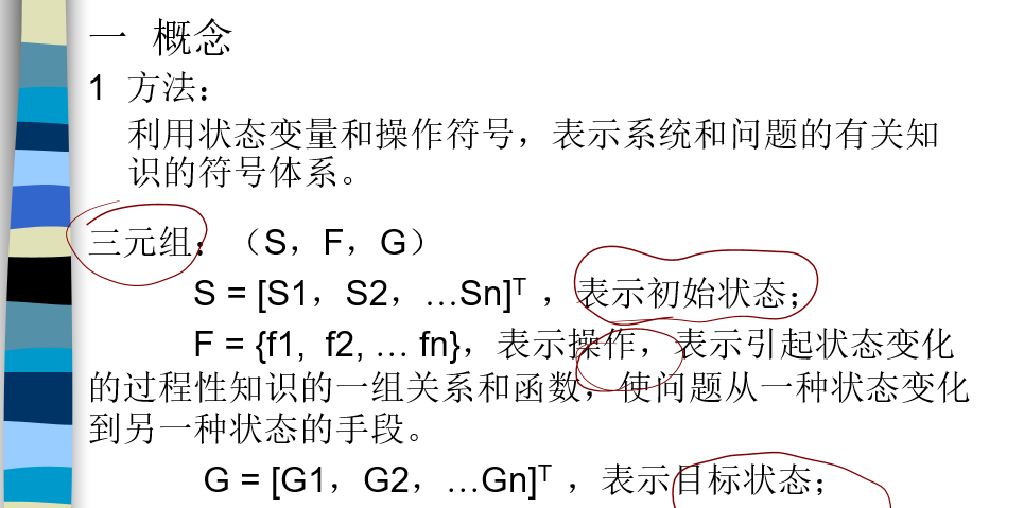 一 概念
1 方法：
利用状态变量和操作符号，表示系统和问题的有关知
识的符号体系。
三元组：（S，F，G）
S = [S1，S2，…Sn]T ，表示初始状态；
F = {f1, f2, … fn}，表示操作，表示引起状态变化
的过程性知识的一组关系和函数，使问题从一种状态变化
到另一种状态的手段。
G = [G1，G2，…Gn]T ，表示目标状态；